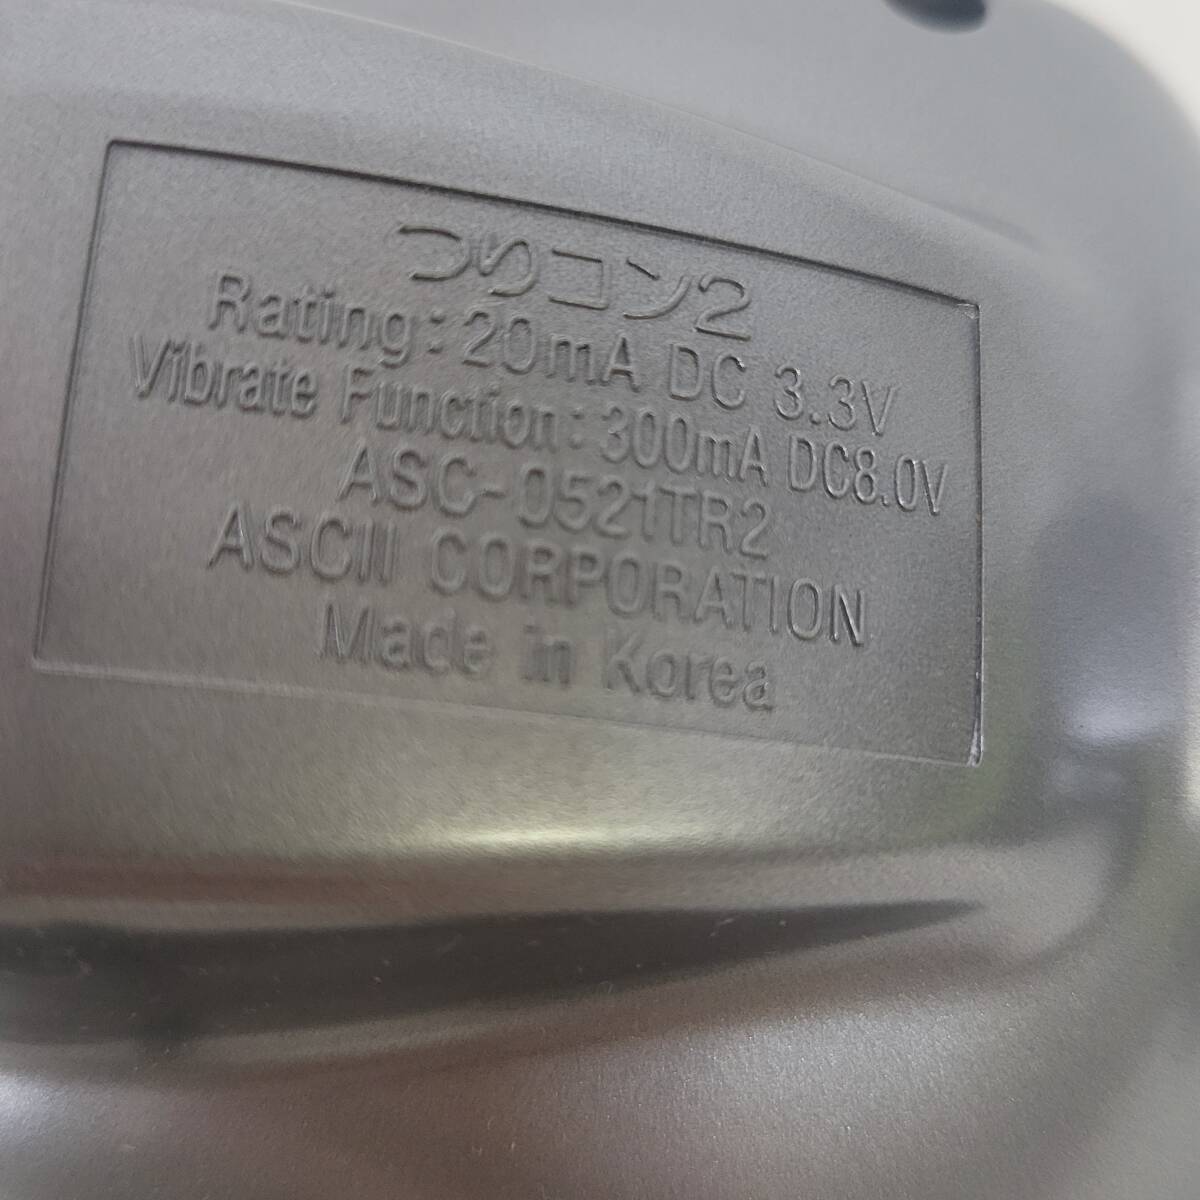 つりコン2
Rating: 20mA DC 3.3V
Vibrate Function: 300mA DC8.0V
ASC-0521TR2
ASCII CORPORATION
Made in Korea